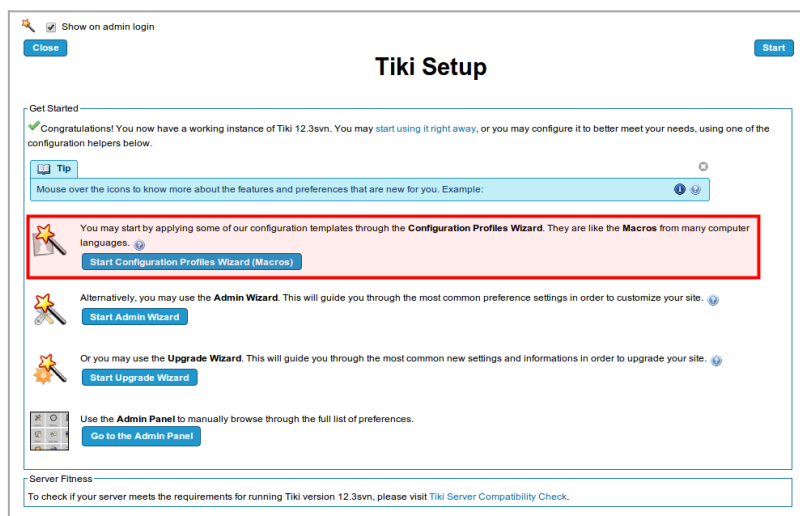 Show on admin login
Close
Start
Tiki Setup
Get Started
Congratulations! You now have a working instance of Tiki 12.3svn. You may start using it right away, or you may configure it to better meet your needs, using one of the
configuration helpers below.
Tip
Mouse over the icons to know more about the features and preferences that are new for you. Example:
You may start by applying some of our configuration templates through the Configuration Profiles Wizard. They are like the Macros from many computer
languages.
Start Configuration Profiles Wizard (Macros)
Alternatively, you may use the Admin Wizard. This will guide you through the most common preference settings in order to customize your site.
Start Admin Wizard
Or you may use the Upgrade Wizard. This will guide you through the most common new settings and informations in order to upgrade your site.
Start Upgrade Wizard
Use the Admin Panel to manually browse through the full list of preferences.
Go to the Admin Panel
Server Fitness
To check if your server meets the requirements for running Tiki version 12.3svn, please visit Tiki Server Compatibility Check.